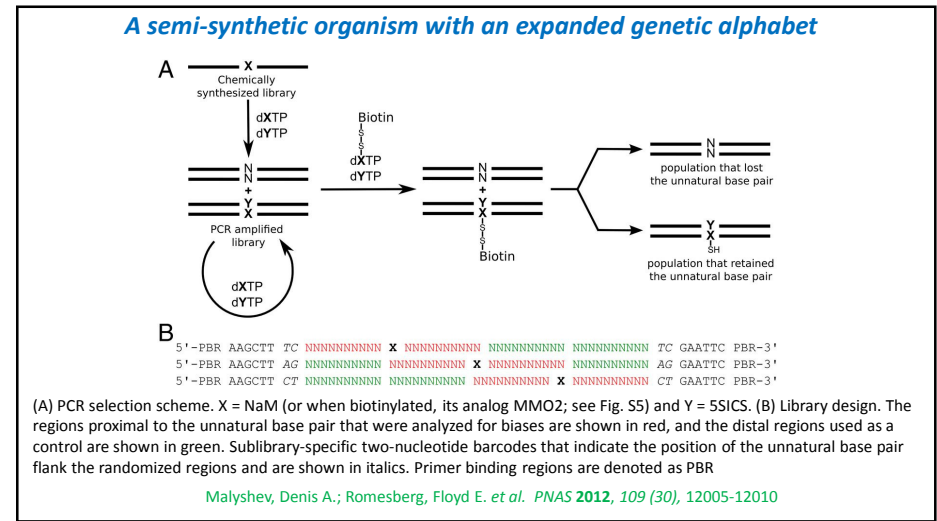 A semi-synthetic organism with an expanded genetic alphabet
A
X
Chemically
synthesized library
dXTP
dYTP
N
N
+
Y
X
PCR amplified
library
dXTP
dYTP
Biotin
S
S
dXTP
dYTP
N
N
+
Y
X
S
S
Biotin
N
N
population that lost
the unnatural base pair
Y
X
SH
population that retained
the unnatural base pair
B
5'-PBR AAGCTT TC NNNNNNNNNN X NNNNNNNNNN NNNNNNNNNN NNNNNNNNNN TC GAATTC PBR-3'
5'-PBR AAGCTT AG NNNNNNNNNN NNNNNNNNNN X NNNNNNNNNN NNNNNNNNNN AG GAATTC PBR-3'
5'-PBR AAGCTT CT NNNNNNNNNN NNNNNNNNNN NNNNNNNNNN X NNNNNNNNNN CT GAATTC PBR-3'
(A) PCR selection scheme. X = NaM (or when biotinylated, its analog MMO2; see Fig. S5) and Y = 5SICS. (B) Library design. The
regions proximal to the unnatural base pair that were analyzed for biases are shown in red, and the distal regions used as a
control are shown in green. Sublibrary-specific two-nucleotide barcodes that indicate the position of the unnatural base pair
flank the randomized regions and are shown in italics. Primer binding regions are denoted as PBR
Malyshev, Denis A.; Romesberg, Floyd E. et al. PNAS 2012, 109 (30), 12005-12010